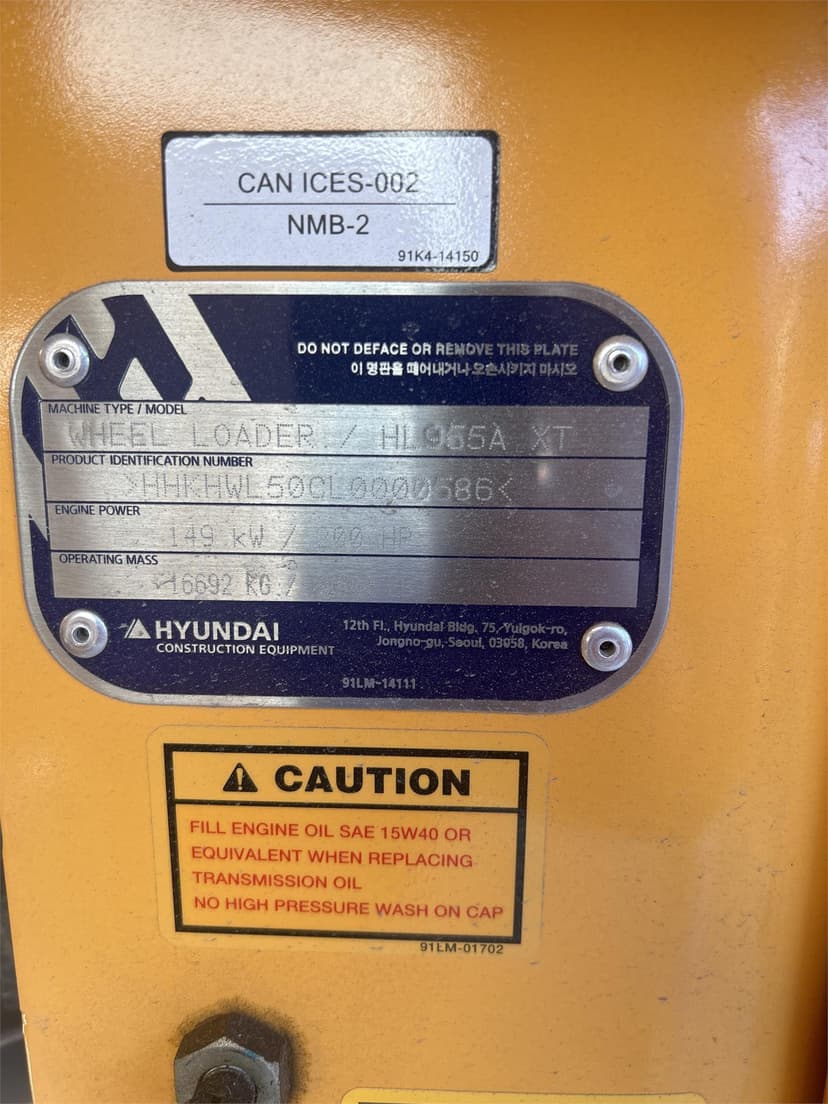 CAN ICES-002
NMB-2
91K4-14150
DO NOT DEFACE OR REMOVE THIS PLATE
이 명판을 떼어내거나 오손시키지 마시오
MACHINE TYPE / MODEL
WHEEL LOADER / HL955A XT
PRODUCT IDENTIFICATION NUMBER
>HHKHWL50CL0000586<
ENGINE POWER
149 kW / 200 HP
OPERATING MASS
16692 KG /
HYUNDAI
CONSTRUCTION EQUIPMENT
12th Fl., Hyundai Bldg. 75, Yulgok-ro,
Jongno-gu, Seoul, 03058, Korea
91LM-14111
CAUTION
FILL ENGINE OIL SAE 15W40 OR
EQUIVALENT WHEN REPLACING
TRANSMISSION OIL
NO HIGH PRESSURE WASH ON CAP
91LM-01702